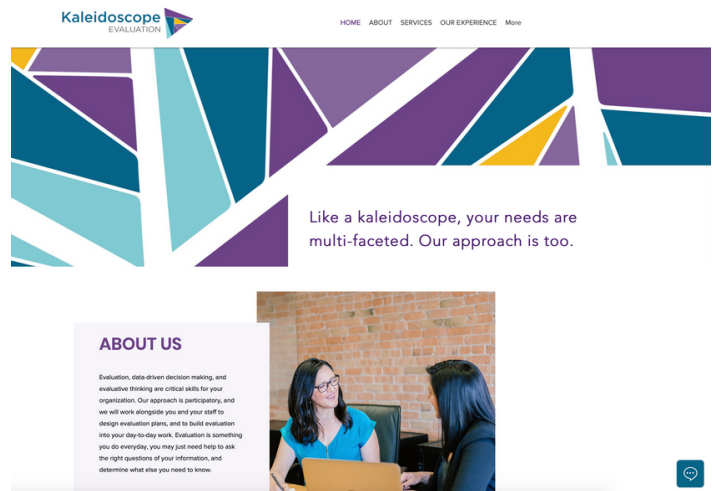 Kaleidoscope
EVALUATION
HOME ABOUT SERVICES OUR EXPERIENCE More
Like a kaleidoscope, your needs are
multi-faceted. Our approach is too.
ABOUT US
Evaluation, data-driven decision making, and
evaluative thinking are critical skills for your
organization. Our approach is participatory, and
we will work alongside you and your staff to
design evaluation plans, and to build evaluation
into your day-to-day work. Evaluation is something
you do everyday, you may just need help to ask
the right questions of your information, and
determine what else you need to know.